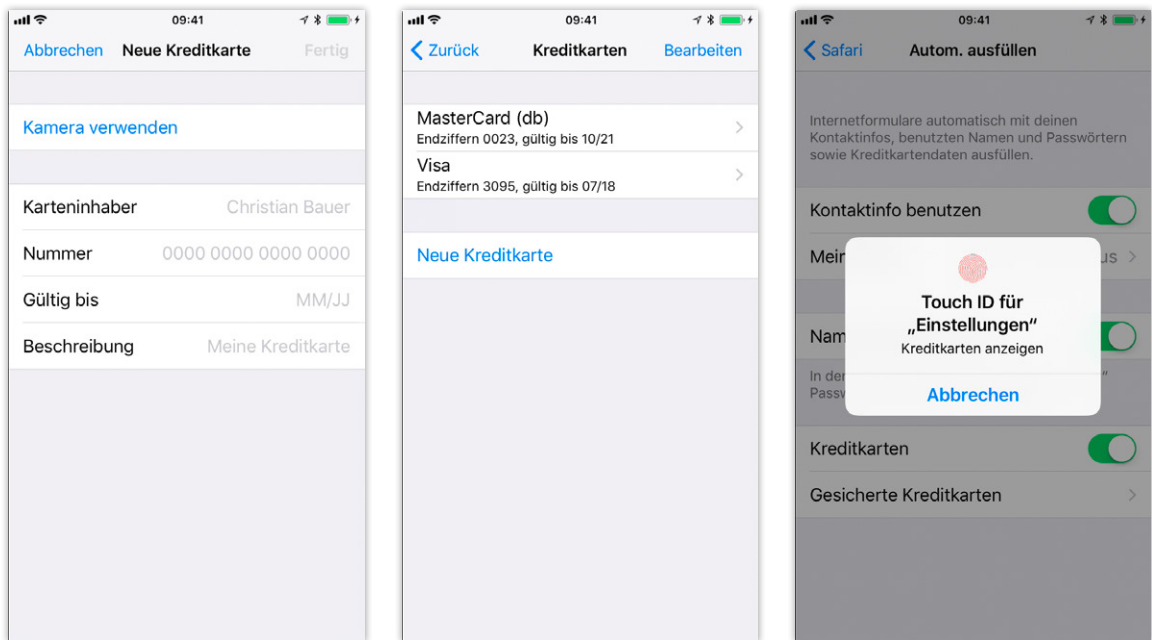 09:41
Abbrechen Neue Kreditkarte Fertig
Kamera verwenden
Karteninhaber Christian Bauer
Nummer 0000 0000 0000 0000
Gültig bis MM/JJ
Beschreibung Meine Kreditkarte
09:41
Zurück Kreditkarten Bearbeiten
MasterCard (db)
Endziffern 0023, gültig bis 10/21
Visa
Endziffern 3095, gültig bis 07/18
Neue Kreditkarte
09:41
Safari Autom. ausfüllen
Internetformulare automatisch mit deinen
Kontaktinfos, benutzten Namen und Passwörtern
sowie Kreditkartendaten ausfüllen.
Kontaktinfo benutzen
Touch ID für
„Einstellungen“
Kreditkarten anzeigen
Abbrechen
Kreditkarten
Gesicherte Kreditkarten